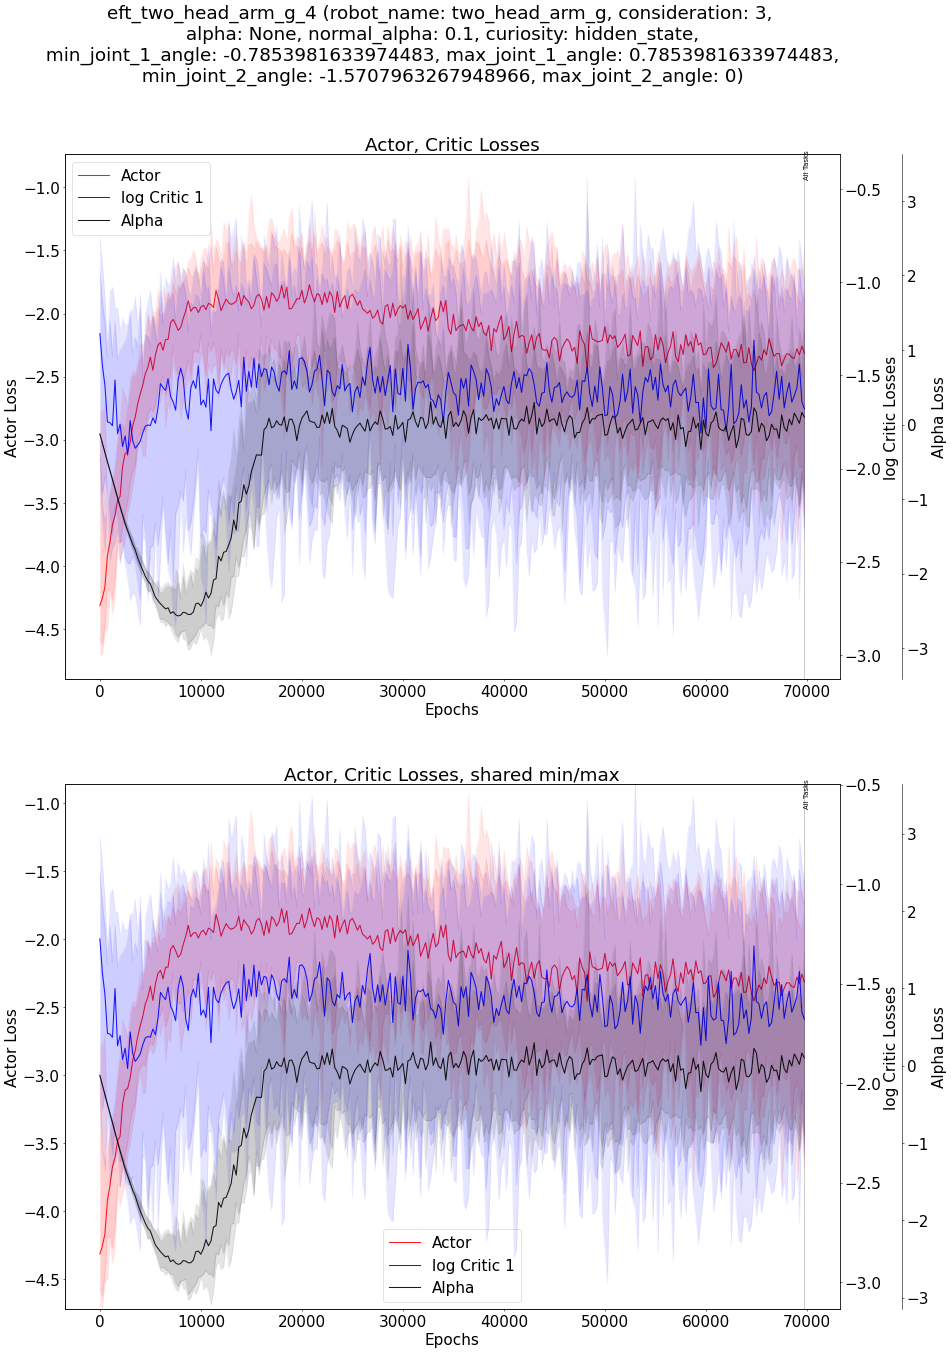 eft_two_head_arm_g_4 (robot_name: two_head_arm_g, consideration: 3,
alpha: None, normal_alpha: 0.1, curiosity: hidden_state,
min_joint_1_angle: -0.7853981633974483, max_joint_1_angle: 0.7853981633974483,
min_joint_2_angle: -1.5707963267948966, max_joint_2_angle: 0)
Actor, Critic Losses
Actor
log Critic 1
Alpha
All Tasks
Actor Loss
−1.0
−1.5
−2.0
−2.5
−3.0
−3.5
−4.0
−4.5
0
10000
20000
30000
40000
50000
60000
70000
Epochs
−0.5
−1.0
−1.5
−2.0
−2.5
−3.0
log Critic Losses
3
2
1
0
−1
−2
−3
Alpha Loss
Actor, Critic Losses, shared min/max
All Tasks
Actor Loss
−1.0
−1.5
−2.0
−2.5
−3.0
−3.5
−4.0
−4.5
Actor
log Critic 1
Alpha
0
10000
20000
30000
40000
50000
60000
70000
Epochs
−0.5
−1.0
−1.5
−2.0
−2.5
−3.0
log Critic Losses
3
2
1
0
−1
−2
−3
Alpha Loss